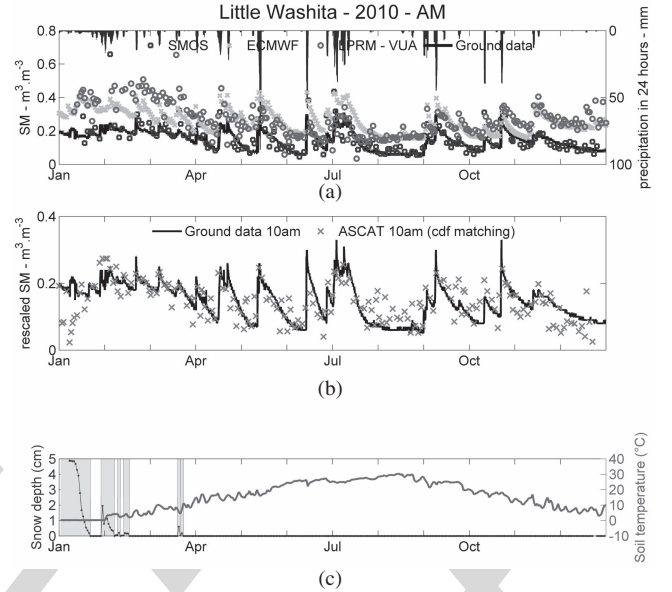 Little Washita - 2010 - AM
SM - m³.m⁻³
0.8
0.6
0.4
0.2
0
SMOS
ECMWF
LPRM - VUA
Ground data
0
50
100
precipitation in 24 hours - mm
Jan
Apr
Jul
Oct
(a)
rescaled SM - m³.m⁻³
0.4
0.2
0
Ground data 10am
ASCAT 10am (cdf matching)
Jan
Apr
Jul
Oct
(b)
Snow depth (cm)
5
4
3
2
1
0
40
30
20
10
0
-10
Soil temperature (°C)
Jan
Apr
Jul
Oct
(c)